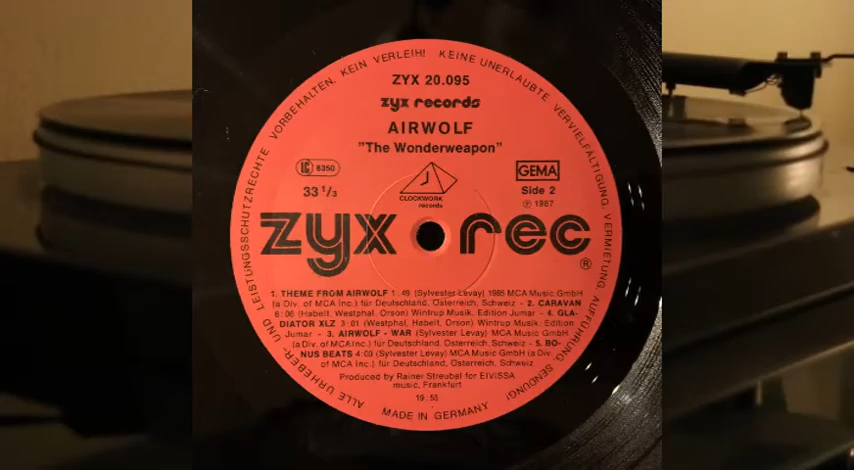 ALLE URHEBER- UND LEISTUNGSSCHUTZRECHTE VORBEHALTEN. KEIN VERLEIH! KEINE UNERLAUBTE VERVIELFÄLTIGUNG, VERMIETUNG, AUFFÜHRUNG, SENDUNG!
ZYX 20.095
zyx records
AIRWOLF
"The Wonderweapon"
LC 6350
GEMA
33 1/3
CLOCKWORK
records
Side 2
Ⓟ 1987
zyx rec ®
1. THEME FROM AIRWOLF 1:49 (Sylvester Levay) 1985 MCA Music GmbH
(a Div. of MCA Inc.) für Deutschland, Österreich, Schweiz - 2. CARAVAN
6:06 (Habeit, Westphal, Orson) Wintrup Musik, Edition Jumar - 4. GLA-
DIATOR XLZ 3:01 (Westphal, Habeit, Orson) Wintrup Musik, Edition
Jumar - 3. AIRWOLF - WAR (Sylvester Levay) MCA Music GmbH
(a Div. of MCA Inc.) für Deutschland, Österreich, Schweiz - 5. BO-
NUS BEATS 4:00 (Sylvester Levay) MCA Music GmbH (a Div.
of MCA Inc.) für Deutschland, Österreich, Schweiz
Produced by Rainer Streubel for EIVISSA
music, Frankfurt
19:55
MADE IN GERMANY